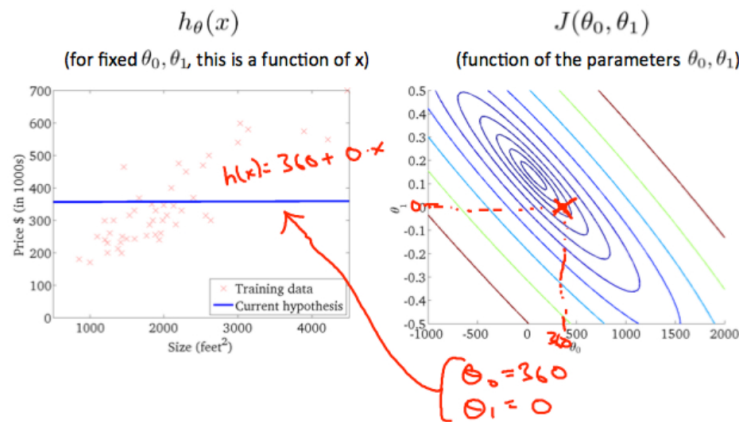 h_θ(x)
(for fixed θ₀, θ₁, this is a function of x)
700
600
500
400
300
200
100
0
Price $ (in 1000s)
h(x) = 360 + 0·x
Training data
Current hypothesis
1000 2000 3000 4000
Size (feet²)
J(θ₀, θ₁)
(function of the parameters θ₀, θ₁)
0.5
0.4
0.3
0.2
0.1
0
-0.1
-0.2
-0.3
-0.4
-0.5
θ₁
-1000 -500 0 500 1000 1500 2000
360
θ₀
θ₀ = 360
θ₁ = 0